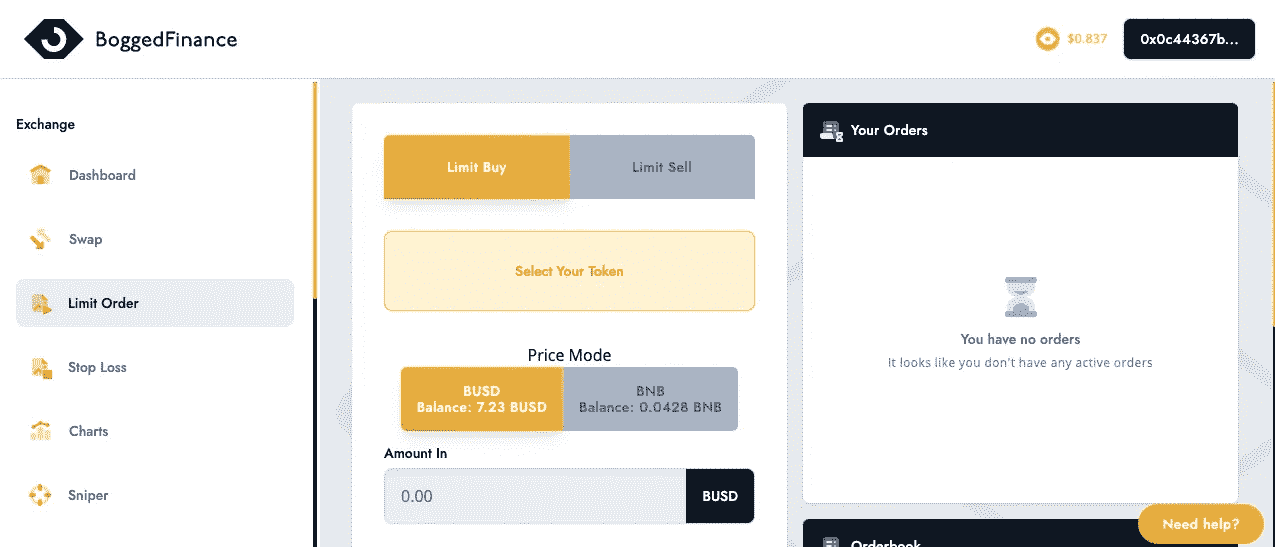 BoggedFinance
$0.837
0x0c44367b...
Exchange
Dashboard
Swap
Limit Order
Stop Loss
Charts
Sniper
Limit Buy
Limit Sell
Select Your Token
Price Mode
BUSD
Balance: 7.23 BUSD
BNB
Balance: 0.0428 BNB
Amount In
0.00
BUSD
Your Orders
You have no orders
It looks like you don't have any active orders
Orderbook
Need help?